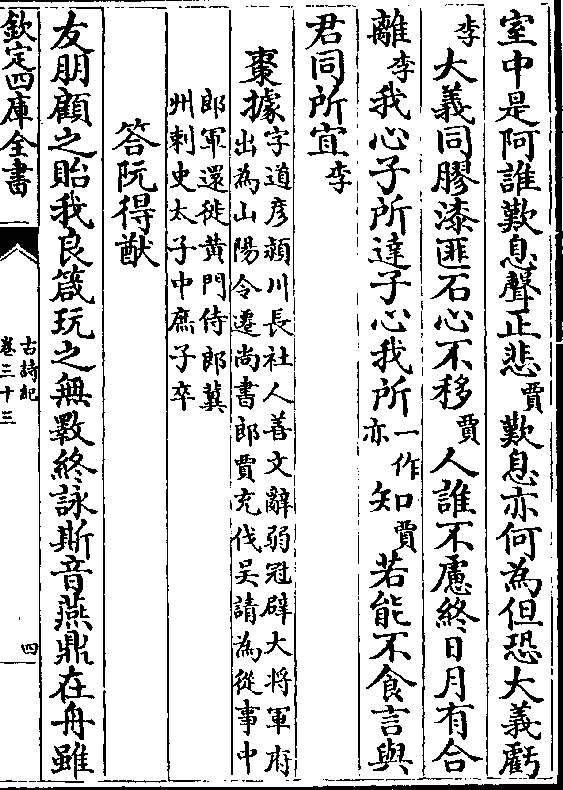 室中是阿誰歎息聲正悲賈歎息亦何為但恐大義虧
李大義同膠漆匪石心不移賈人誰不慮終日月有合
離李我心子所達子心我所一作亦知賈若能不食言與
君同所宜李
棗據字道彥潁川長社人善文辭弱冠辟大将軍府
出為山陽令遷尚書郎賈充伐吳請為從事中
郎軍還徙黄門侍郎冀
州刺史太子中庶子卒
答阮得猷
友朋顧之貽我良箴玩之無斁終詠斯音燕鼎在舟雖
欽定四庫全書
古詩紀
卷三十三
四